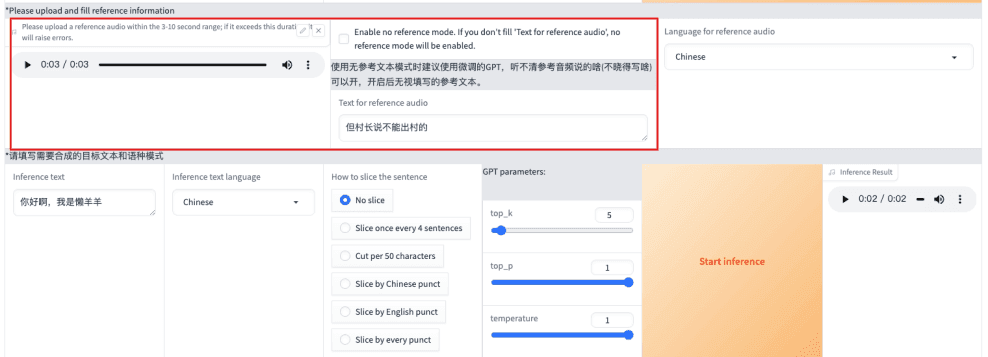 *Please upload and fill reference information
Please upload a reference audio within the 3-10 second range; if it exceeds this duration, it
will raise errors.
0:03 / 0:03
Enable no reference mode. If you don't fill 'Text for reference audio', no
reference mode will be enabled.
使用无参考文本模式时建议使用微调的GPT，听不清参考音频说的啥(不晓得写啥)
可以开，开启后无视填写的参考文本。
Text for reference audio
但村长说不能出村的
Language for reference audio
Chinese
*请填写需要合成的目标文本和语种模式
Inference text
你好啊，我是懒羊羊
Inference text language
Chinese
How to slice the sentence
No slice
Slice once every 4 sentences
Cut per 50 characters
Slice by Chinese punct
Slice by English punct
Slice by every punct
GPT parameters:
top_k
5
top_p
1
temperature
1
Start inference
Inference Result
0:02 / 0:02